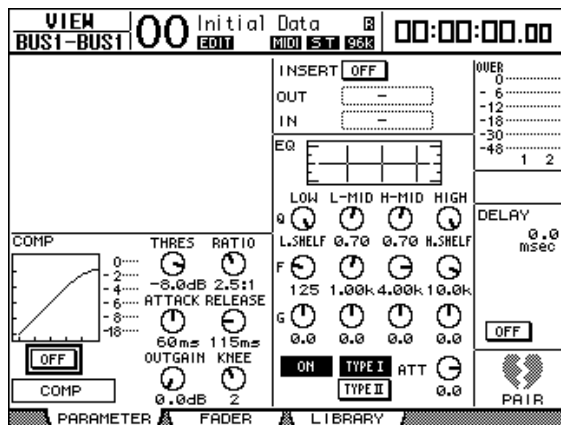 VIEW
BUS1-BUS1
00 Initial Data R
EDIT MIDI S T 96K
00:00:00.00
INSERT OFF
OUT -
IN -
OVER
0
-6
-12
-18
-30
-48
1 2
EQ
LOW L-MID H-MID HIGH
Q
L.SHELF 0.70 0.70 H.SHELF
F
125 1.00k 4.00k 10.0k
G
0.0 0.0 0.0 0.0
ON TYPE I ATT
TYPE II 0.0
DELAY
0.0
msec
OFF
PAIR
COMP
THRES RATIO
0
-2
-4
-6
-8
-18
-8.0dB 2.5:1
ATTACK RELEASE
60ms 115ms
OUTGAIN KNEE
0.0dB 2
OFF
COMP
PARAMETER FADER LIBRARY